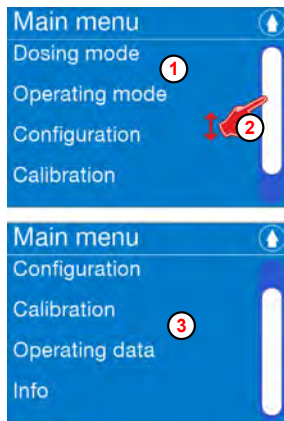 Main menu
Dosing mode
1
Operating mode
2
Configuration
Calibration
Main menu
Configuration
Calibration
3
Operating data
Info